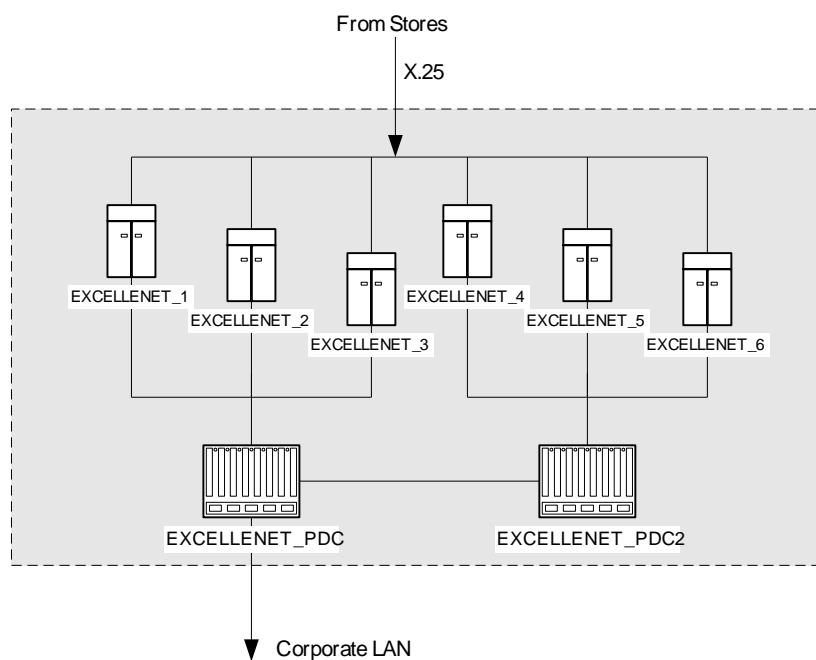 From Stores
X.25
EXCELLENET_1
EXCELLENET_4
EXCELLENET_2
EXCELLENET_5
EXCELLENET_3
EXCELLENET_6
EXCELLENET_PDC
EXCELLENET_PDC2
Corporate LAN